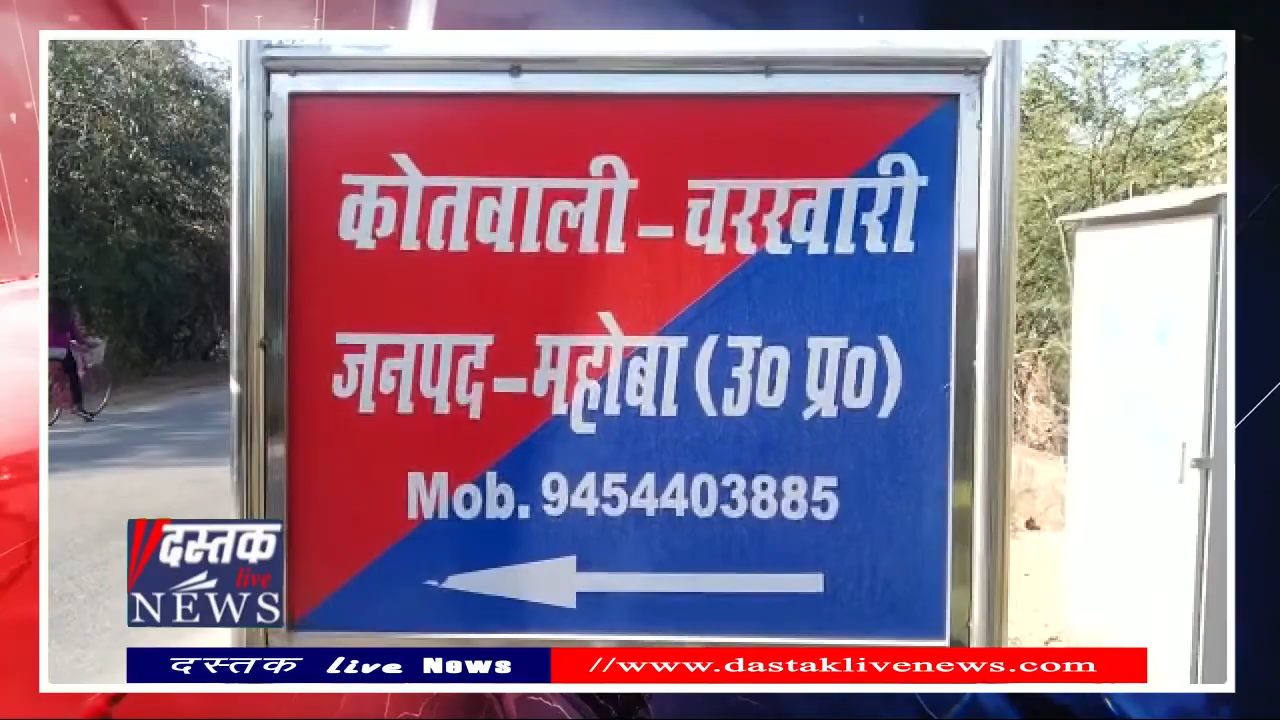 कोतवाली-चरखारी
जनपद-महोबा (उ० प्र०)
Mob. 9454403885
दस्तक
live
NEWS
दस्तक live News
//www.dastaklivenews.com